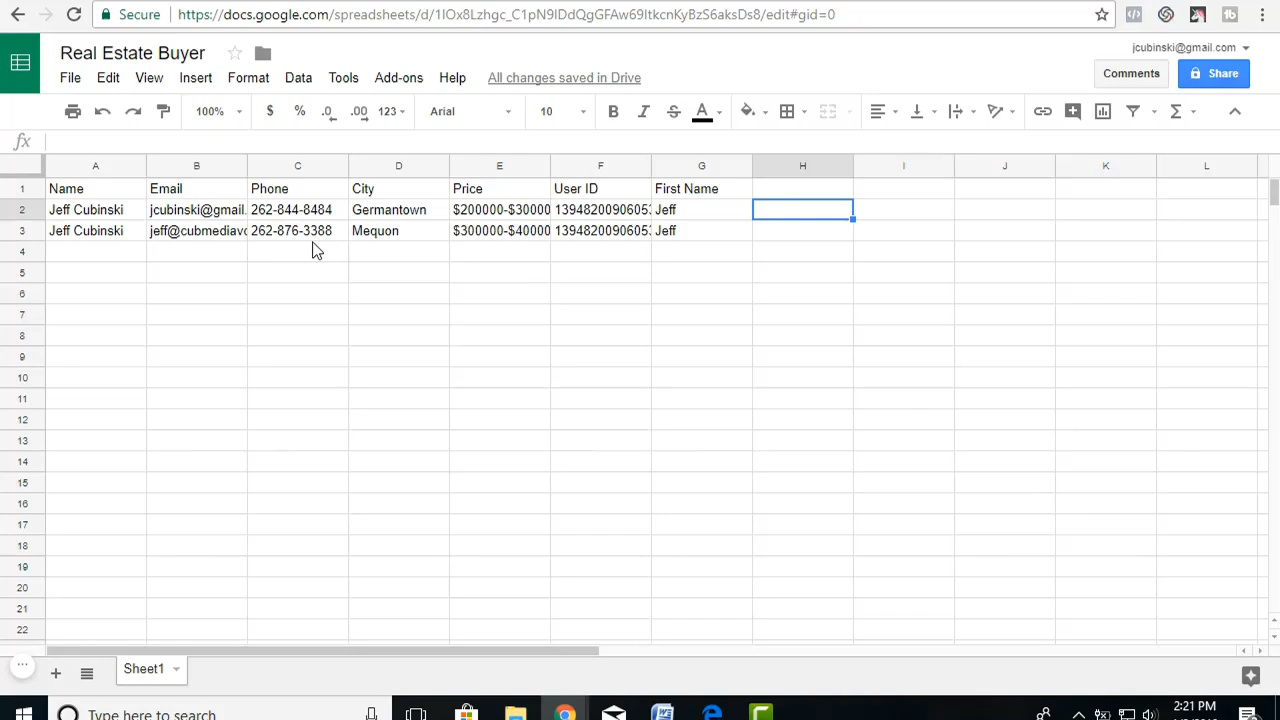 Secure https://docs.google.com/spreadsheets/d/1IOx8Lzhgc_C1pN9IDdQgGFAw69ItkcnKyBzS6aksDs8/edit#gid=0
Real Estate Buyer
jcubinski@gmail.com
File Edit View Insert Format Data Tools Add-ons Help All changes saved in Drive
Comments Share
100% $ % .0 .00 123 Arial 10 B I S A Σ
fx
A B C D E F G H I J K L
1 Name Email Phone City Price User ID First Name
2 Jeff Cubinski jcubinski@gmail. 262-844-8484 Germantown $200000-$30000 1394820090605 Jeff
3 Jeff Cubinski jeff@cubmediav 262-876-3388 Mequon $300000-$40000 1394820090605 Jeff
4
5
6
7
8
9
10
11
12
13
14
15
16
17
18
19
20
21
22
Sheet1
Type here to search
2:21 PM